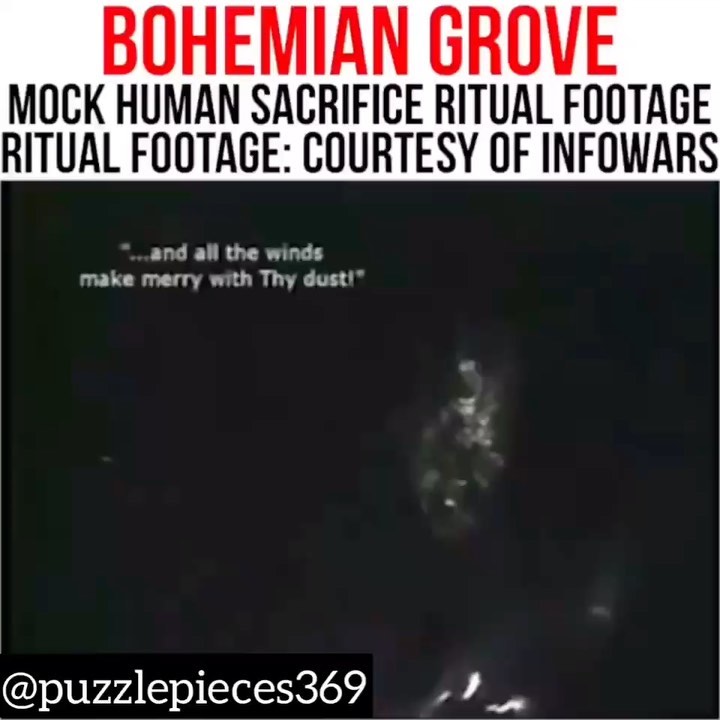 BOHEMIAN GROVE
MOCK HUMAN SACRIFICE RITUAL FOOTAGE
RITUAL FOOTAGE: COURTESY OF INFOWARS
"...and all the winds
make merry with Thy dust!"
@puzzlepieces369